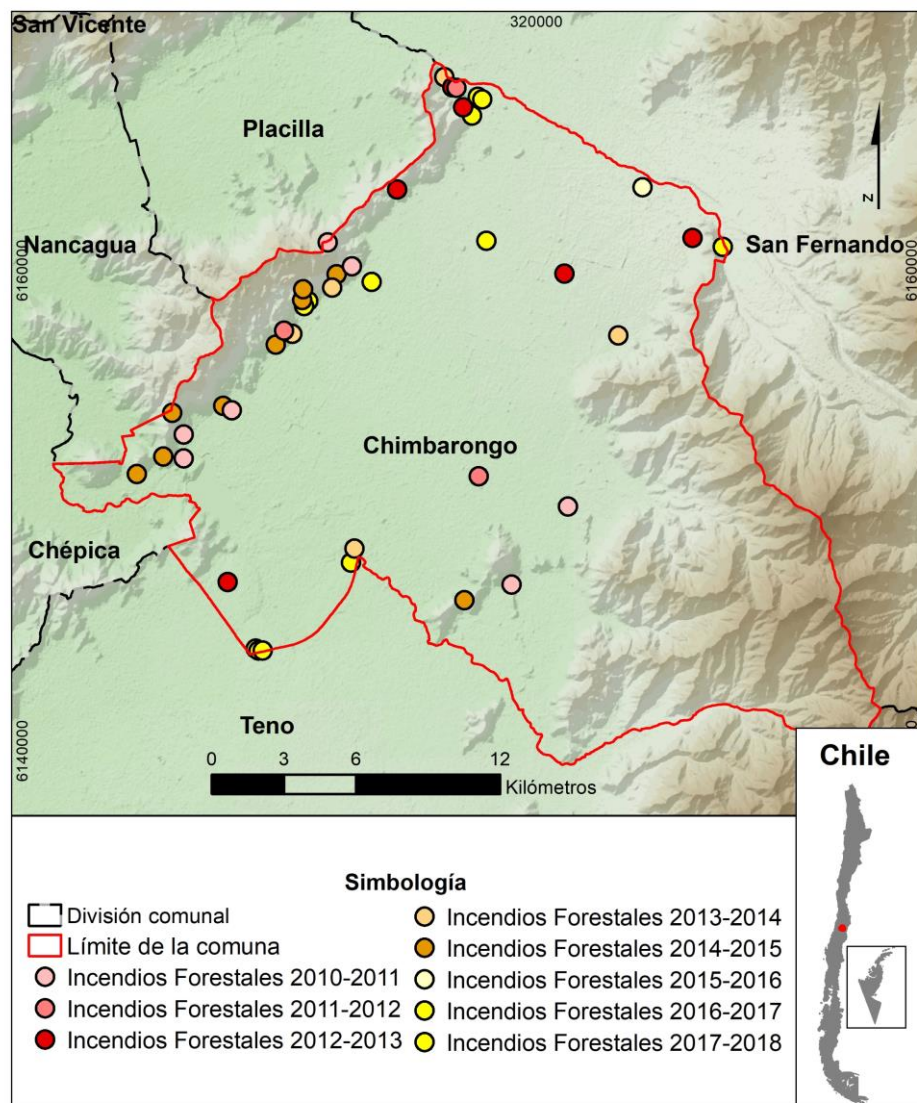 San Vicente
320000
Placilla
N
Nancagua
San Fernando
6160000
6160000
Chimbarongo
Chépica
Teno
6140000
0
0 3 6 12
Kilómetros
Chile
Simbología
División comunal
Límite de la comuna
Incendios Forestales 2010-2011
Incendios Forestales 2011-2012
Incendios Forestales 2012-2013
Incendios Forestales 2013-2014
Incendios Forestales 2014-2015
Incendios Forestales 2015-2016
Incendios Forestales 2016-2017
Incendios Forestales 2017-2018